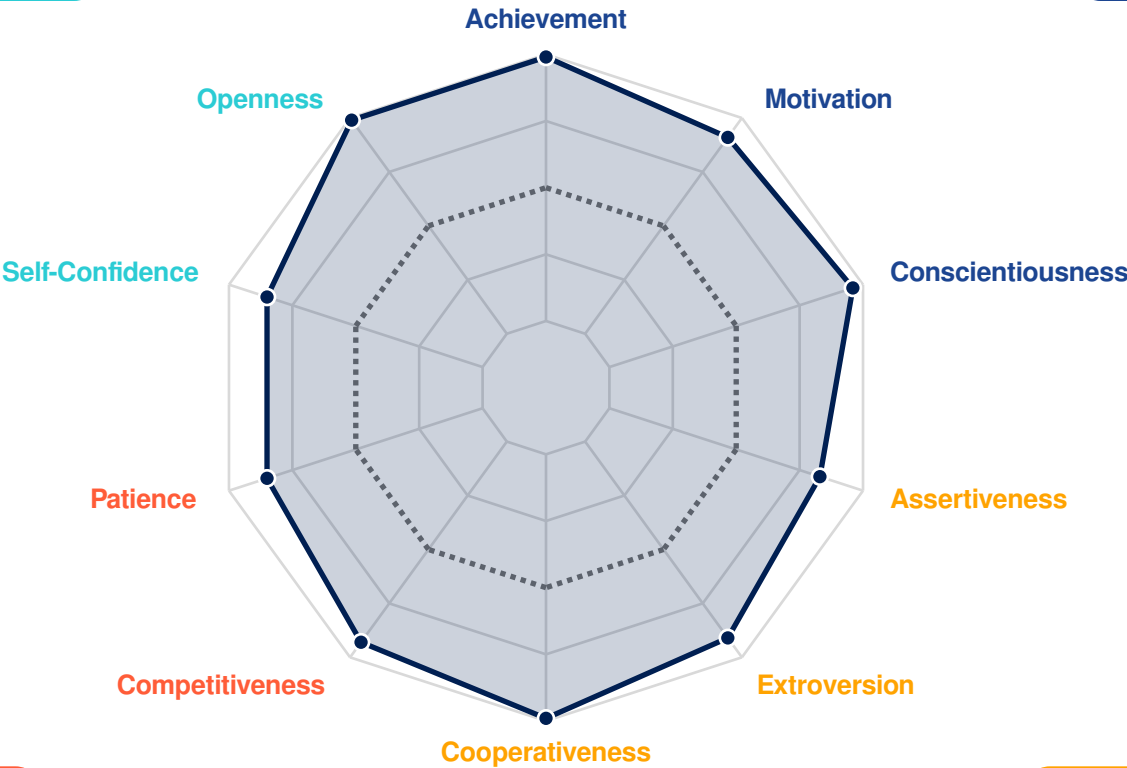 Achievement
Openness
Motivation
Self-Confidence
Conscientiousness
Patience
Assertiveness
Competitiveness
Extroversion
Cooperativeness